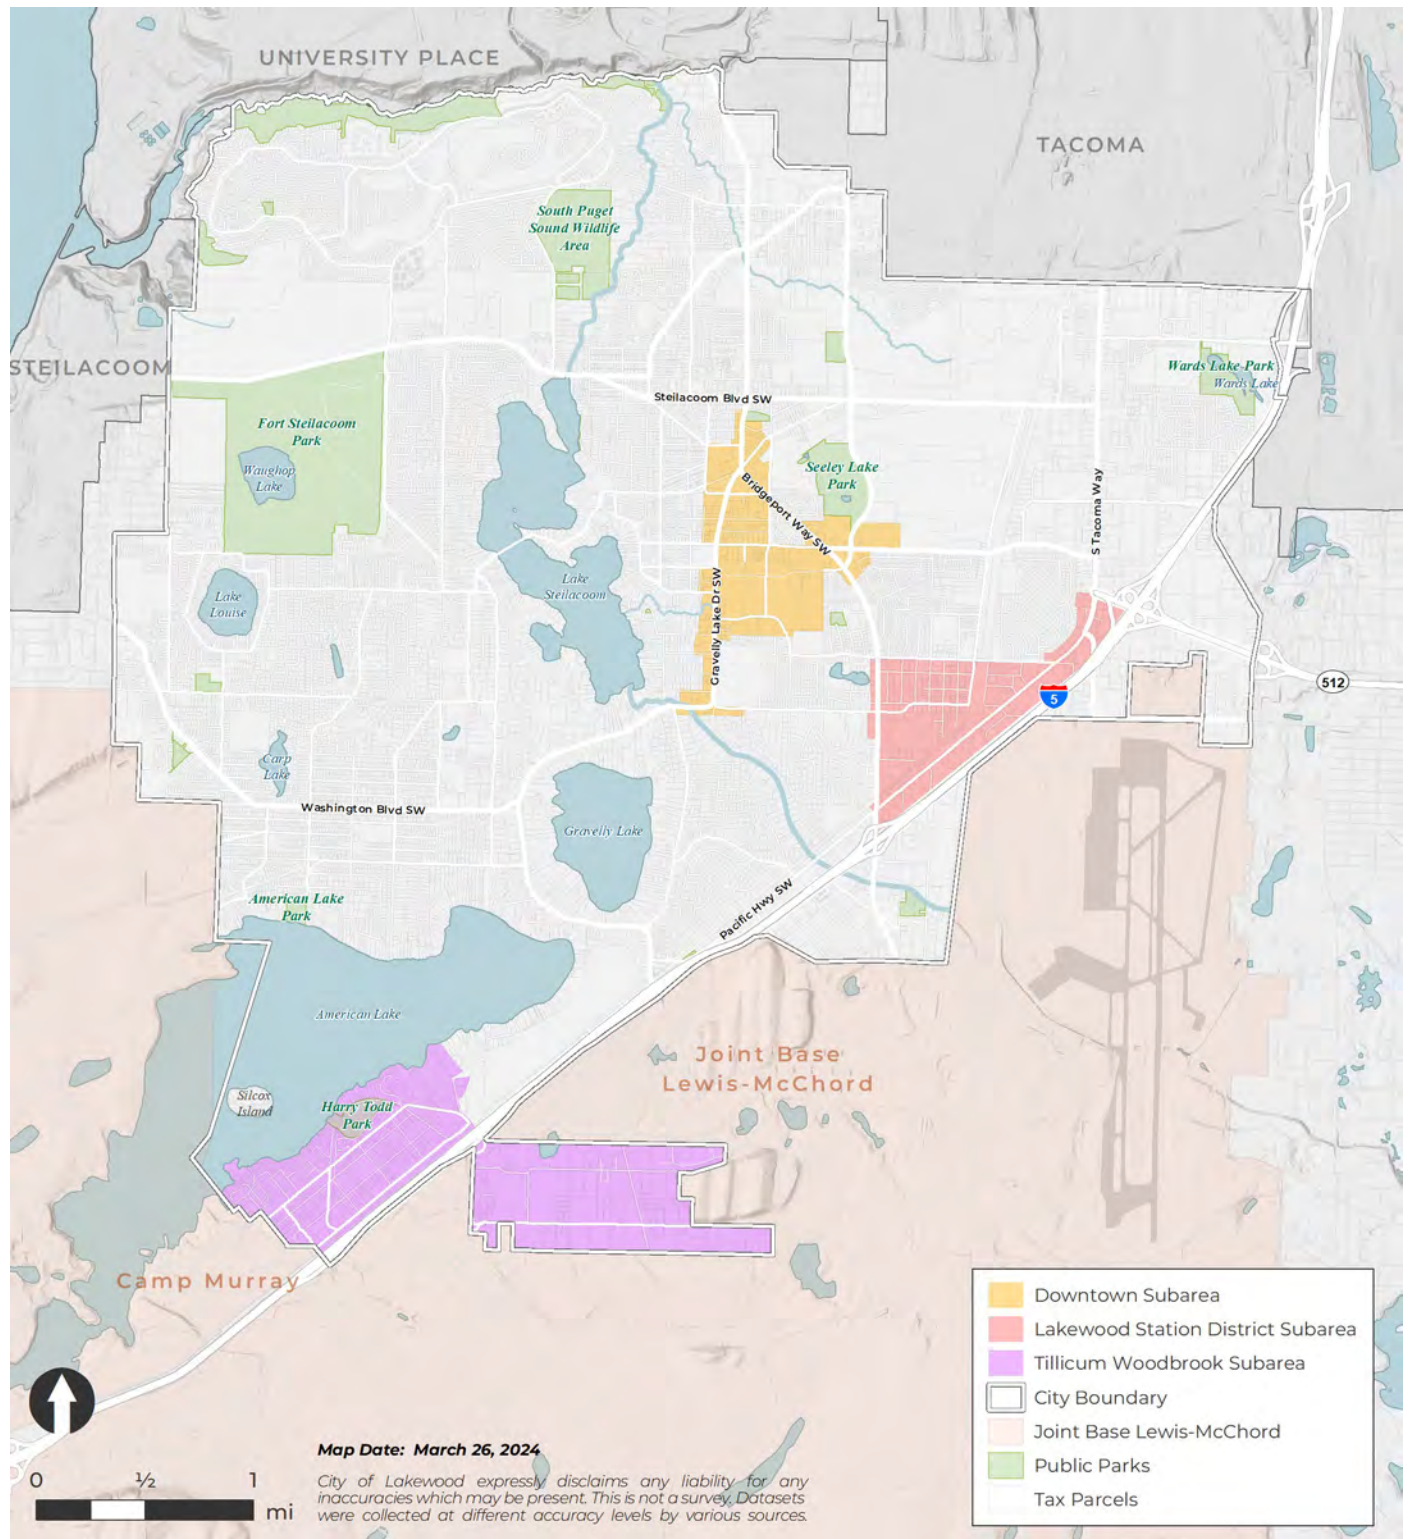 UNIVERSITY PLACE
TACOMA
South Puget
Sound Wildlife
Area
STEILACOOM
Wards Lake Park
Wards Lake
Steilacoom Blvd SW
Fort Steilacoom
Park
Waughop
Lake
Seeley Lake
Park
Bridgeport Way SW
S Tacoma Way
Lake
Steilacoom
Lake
Louise
Gravelly Lake Dr SW
512
5
Carp
Lake
Washington Blvd SW
Gravelly Lake
American Lake
Park
Pacific Hwy SW
American Lake
Joint Base
Lewis-McChord
Silcox
Island
Harry Todd
Park
Camp Murray
Downtown Subarea
Lakewood Station District Subarea
Tillicum Woodbrook Subarea
City Boundary
Joint Base Lewis-McChord
Public Parks
Tax Parcels
Map Date: March 26, 2024
0 ½ 1
mi
City of Lakewood expressly disclaims any liability for any
inaccuracies which may be present. This is not a survey. Datasets
were collected at different accuracy levels by various sources.